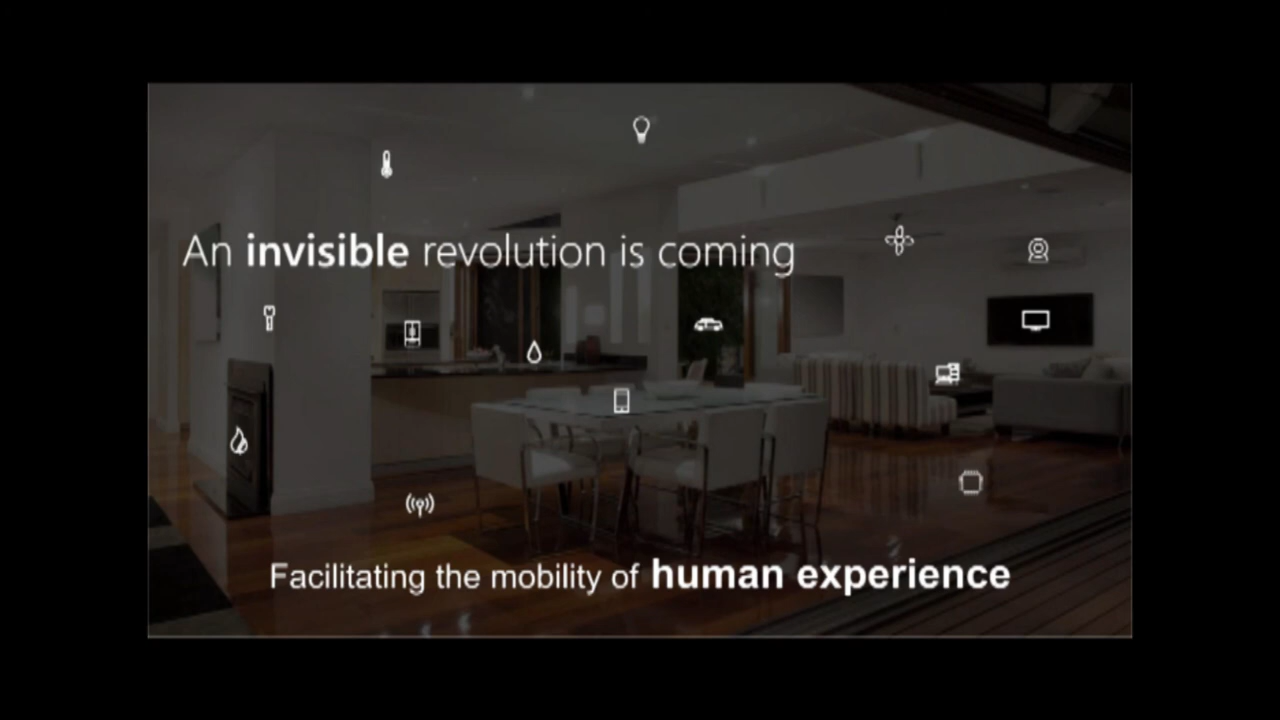 An invisible revolution is coming
Facilitating the mobility of human experience